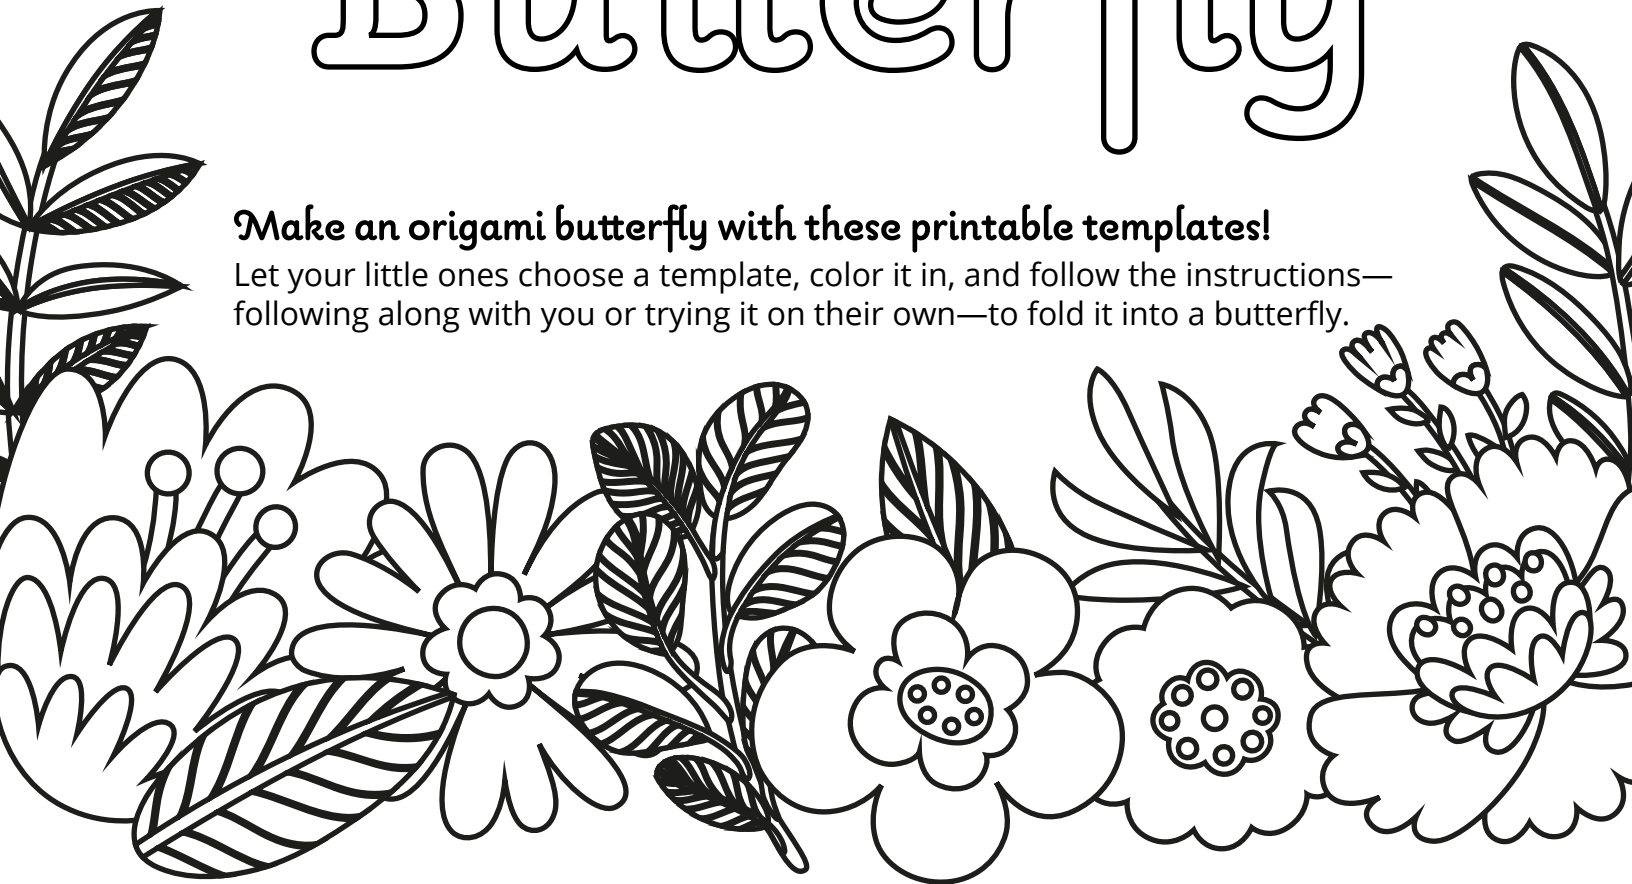 Butterfly
Make an origami butterfly with these printable templates!
Let your little ones choose a template, color it in, and follow the instructions—
following along with you or trying it on their own—to fold it into a butterfly.